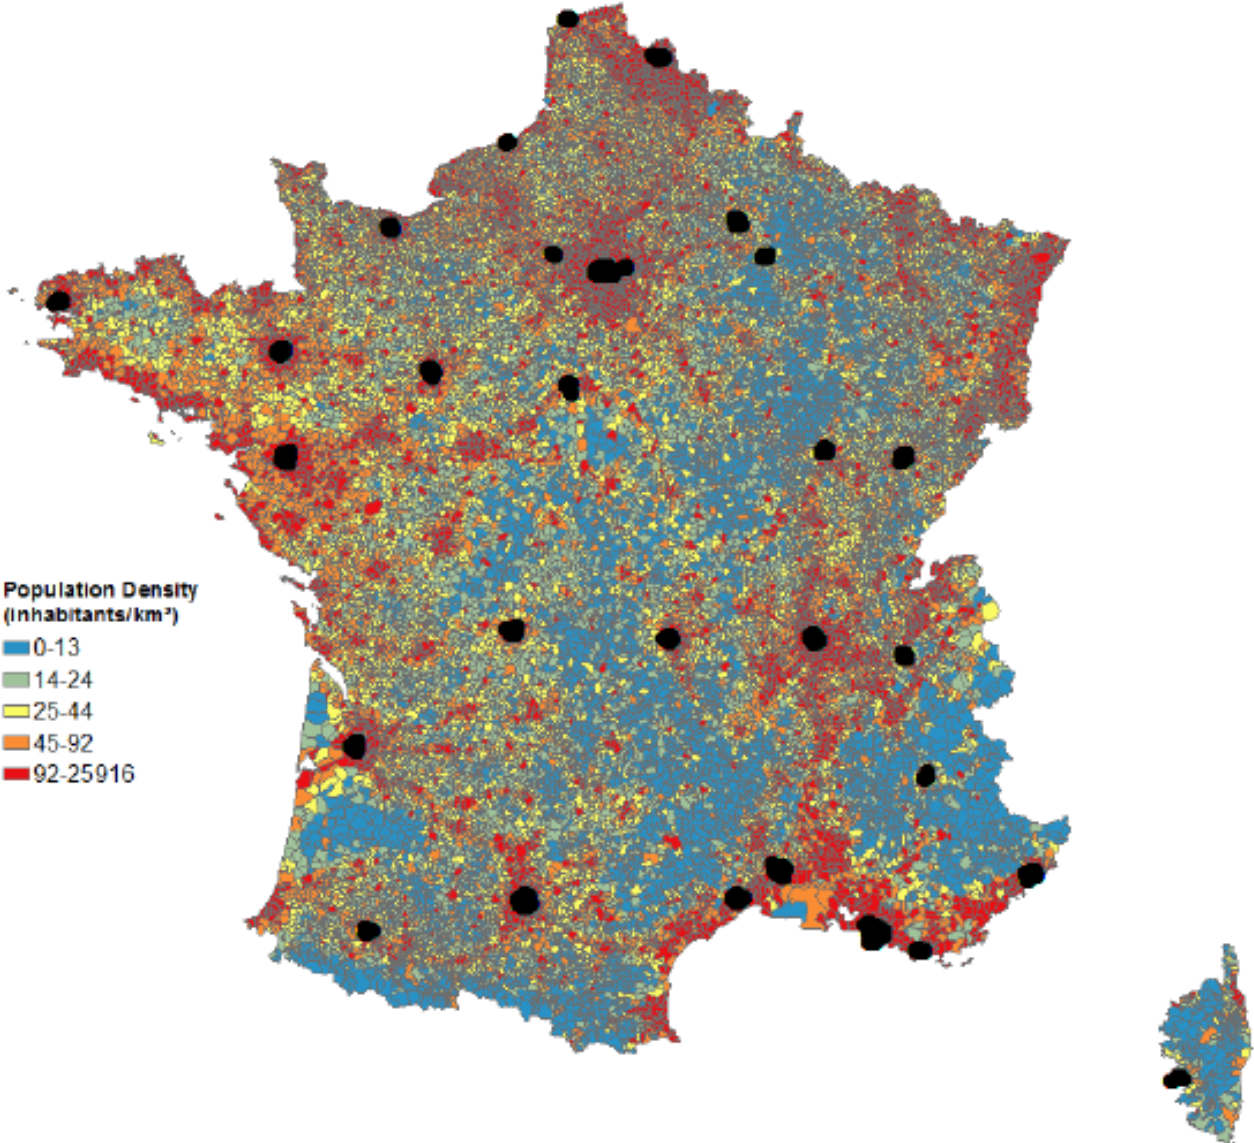 Population Density
(inhabitants/km²)
0-13
14-24
25-44
45-92
92-25916